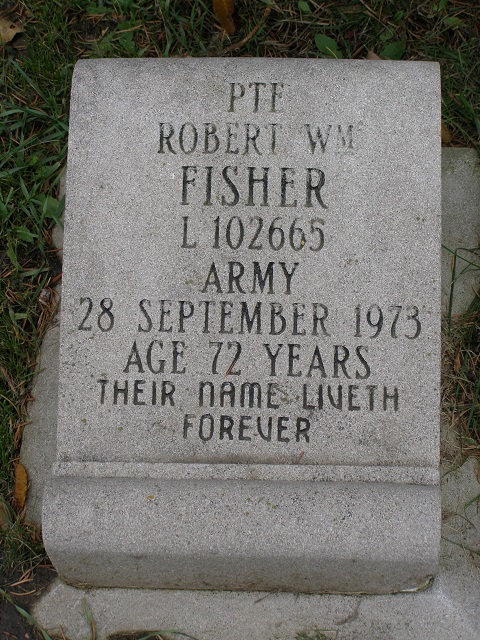 PTE
ROBERT WM
FISHER
L 102665
ARMY
28 SEPTEMBER 1973
AGE 72 YEARS
THEIR NAME LIVETH
FOREVER